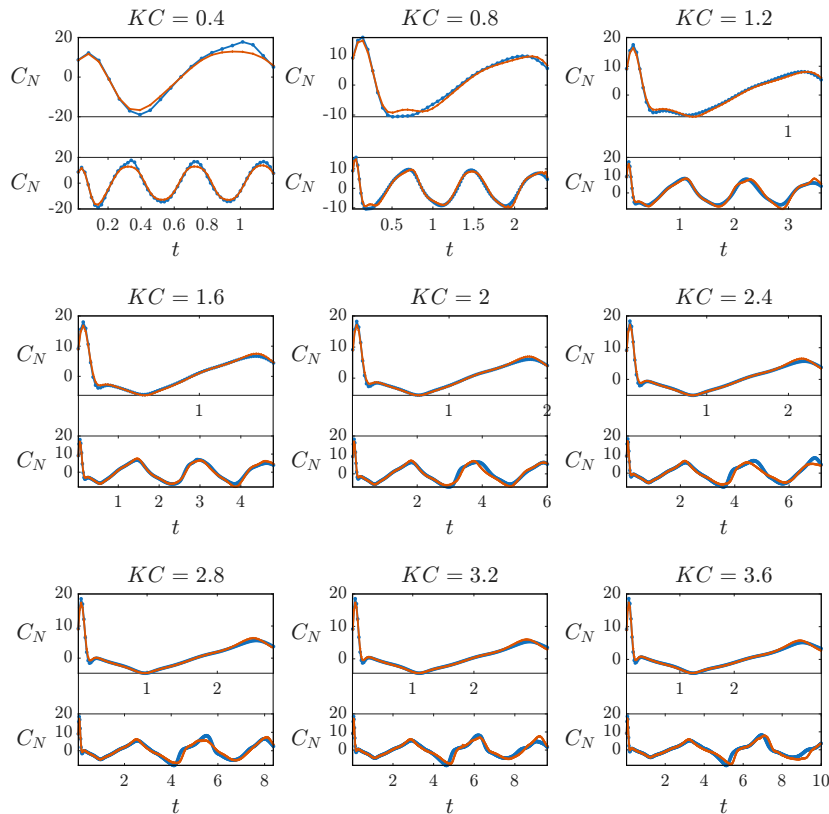 KC = 0.4 KC = 0.8 KC = 1.2
20 10 20
C_N 0 C_N 0 C_N 10
-20 -10 0
1
20 10 20
C_N 0 C_N 0 C_N 10
-20 -10 0
0.2 0.4 0.6 0.8 1 0.5 1 1.5 2 1 2 3
t t t
KC = 1.6 KC = 2 KC = 2.4
20 20 20
C_N 10 C_N 10 C_N 10
0 0 0
1 1 2 1 2
20 20 20
C_N 10 C_N 10 C_N 10
0 0 0
1 2 3 4 2 4 6 2 4 6
t t t
KC = 2.8 KC = 3.2 KC = 3.6
20 20 20
C_N 10 C_N 10 C_N 10
0 0 0
1 2 1 2 1 2
20 20 20
C_N 10 C_N 10 C_N 10
0 0 0
2 4 6 8 2 4 6 8 2 4 6 8 10
t t t